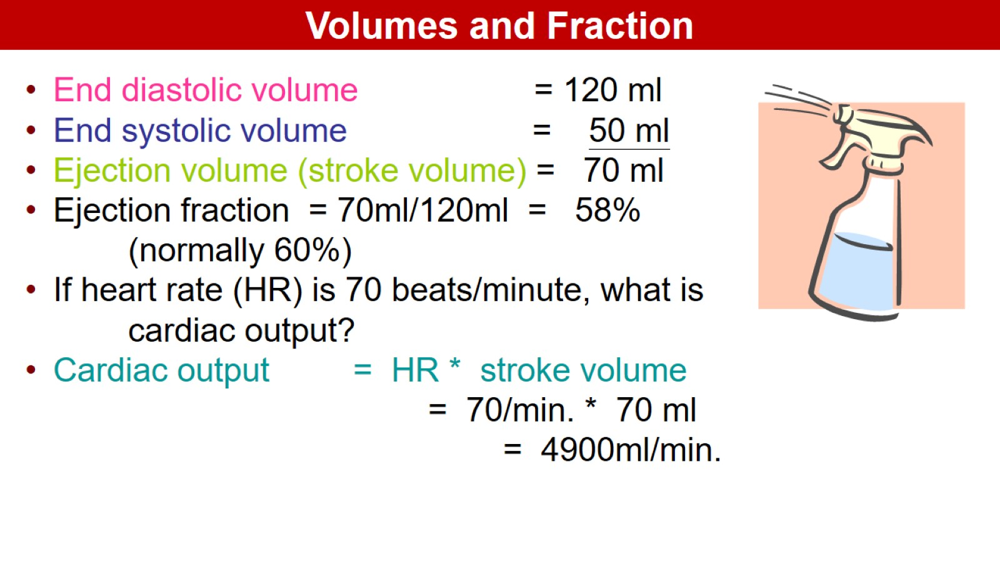 Volumes and Fraction
• End diastolic volume = 120 ml
• End systolic volume = 50 ml
• Ejection volume (stroke volume) = 70 ml
• Ejection fraction = 70ml/120ml = 58%
(normally 60%)
• If heart rate (HR) is 70 beats/minute, what is
cardiac output?
• Cardiac output = HR * stroke volume
= 70/min. * 70 ml
= 4900ml/min.